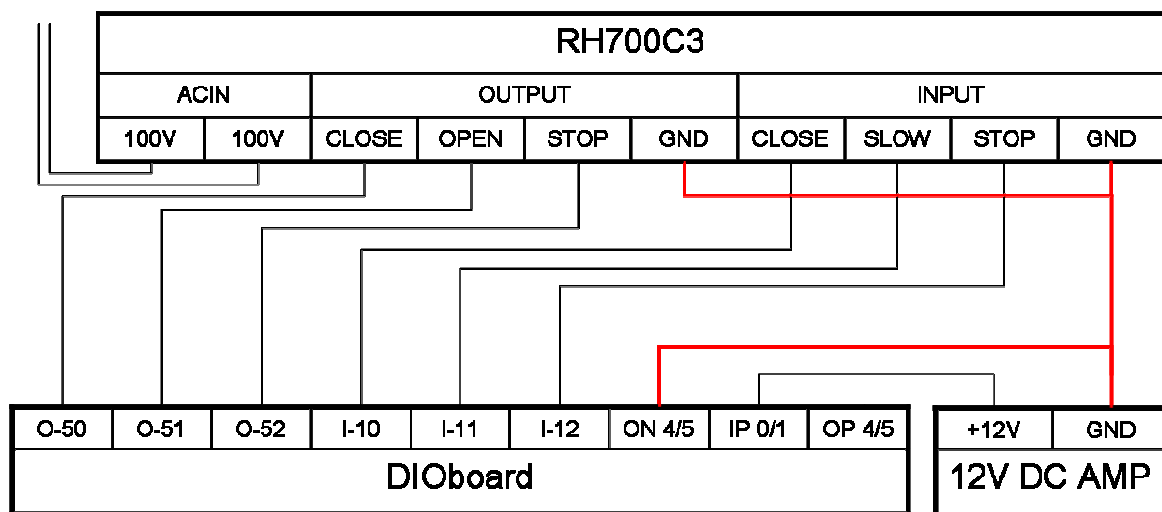 RH700C3
ACIN OUTPUT INPUT
100V 100V CLOSE OPEN STOP GND CLOSE SLOW STOP GND
O-50 O-51 O-52 I-10 I-11 I-12 ON 4/5 IP 0/1 OP 4/5 +12V GND
DIOboard 12V DC AMP